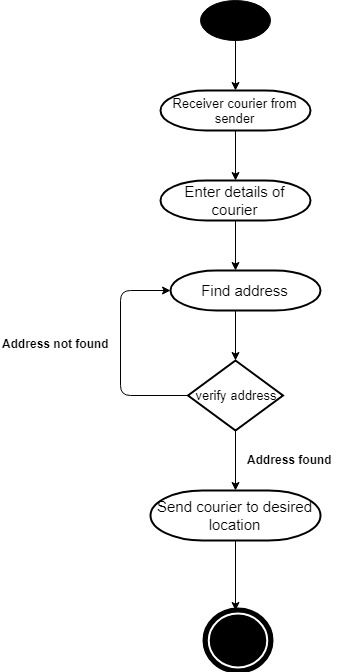 Receiver courier from
sender
Enter details of
courier
Find address
Address not found
verify address
Address found
Send courier to desired
location